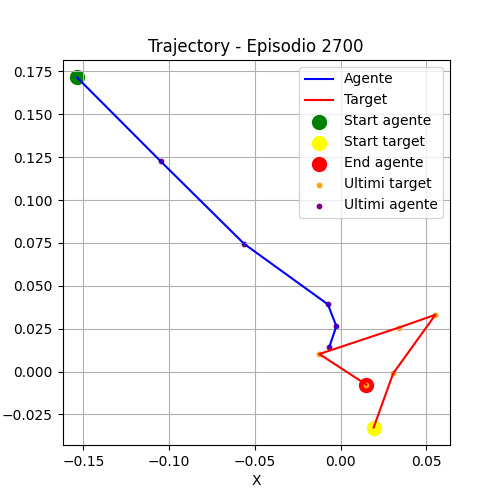 Trajectory - Episodio 2700
0.175
0.150
0.125
0.100
0.075
0.050
0.025
0.000
−0.025
Agente
Target
Start agente
Start target
End agente
Ultimi target
Ultimi agente
−0.15
−0.10
−0.05
0.00
0.05
X